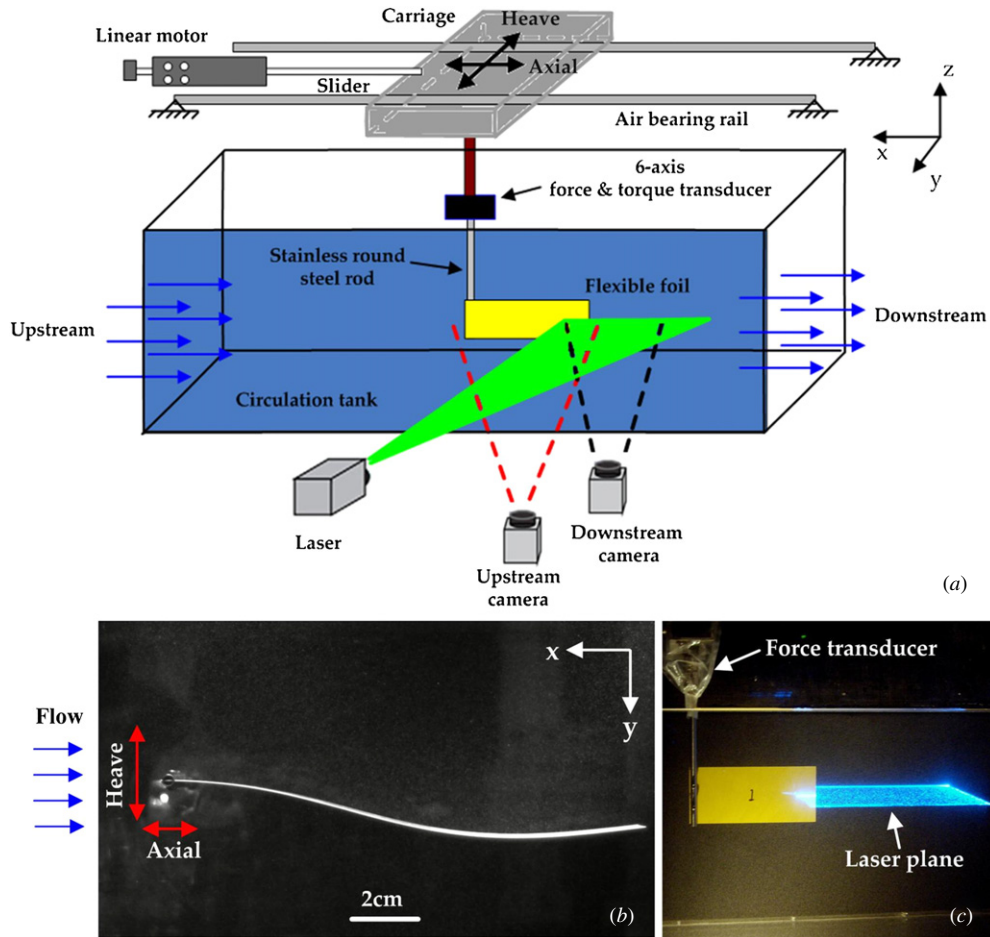 Carriage
Heave
Linear motor
Axial
Slider
Air bearing rail
z
x
y
6-axis
force & torque transducer
Stainless round
steel rod
Flexible foil
Upstream
Downstream
Circulation tank
Laser
Downstream
camera
Upstream
camera
(a)
x
y
Flow
Heave
Axial
2cm
(b)
Force transducer
1
Laser plane
(c)